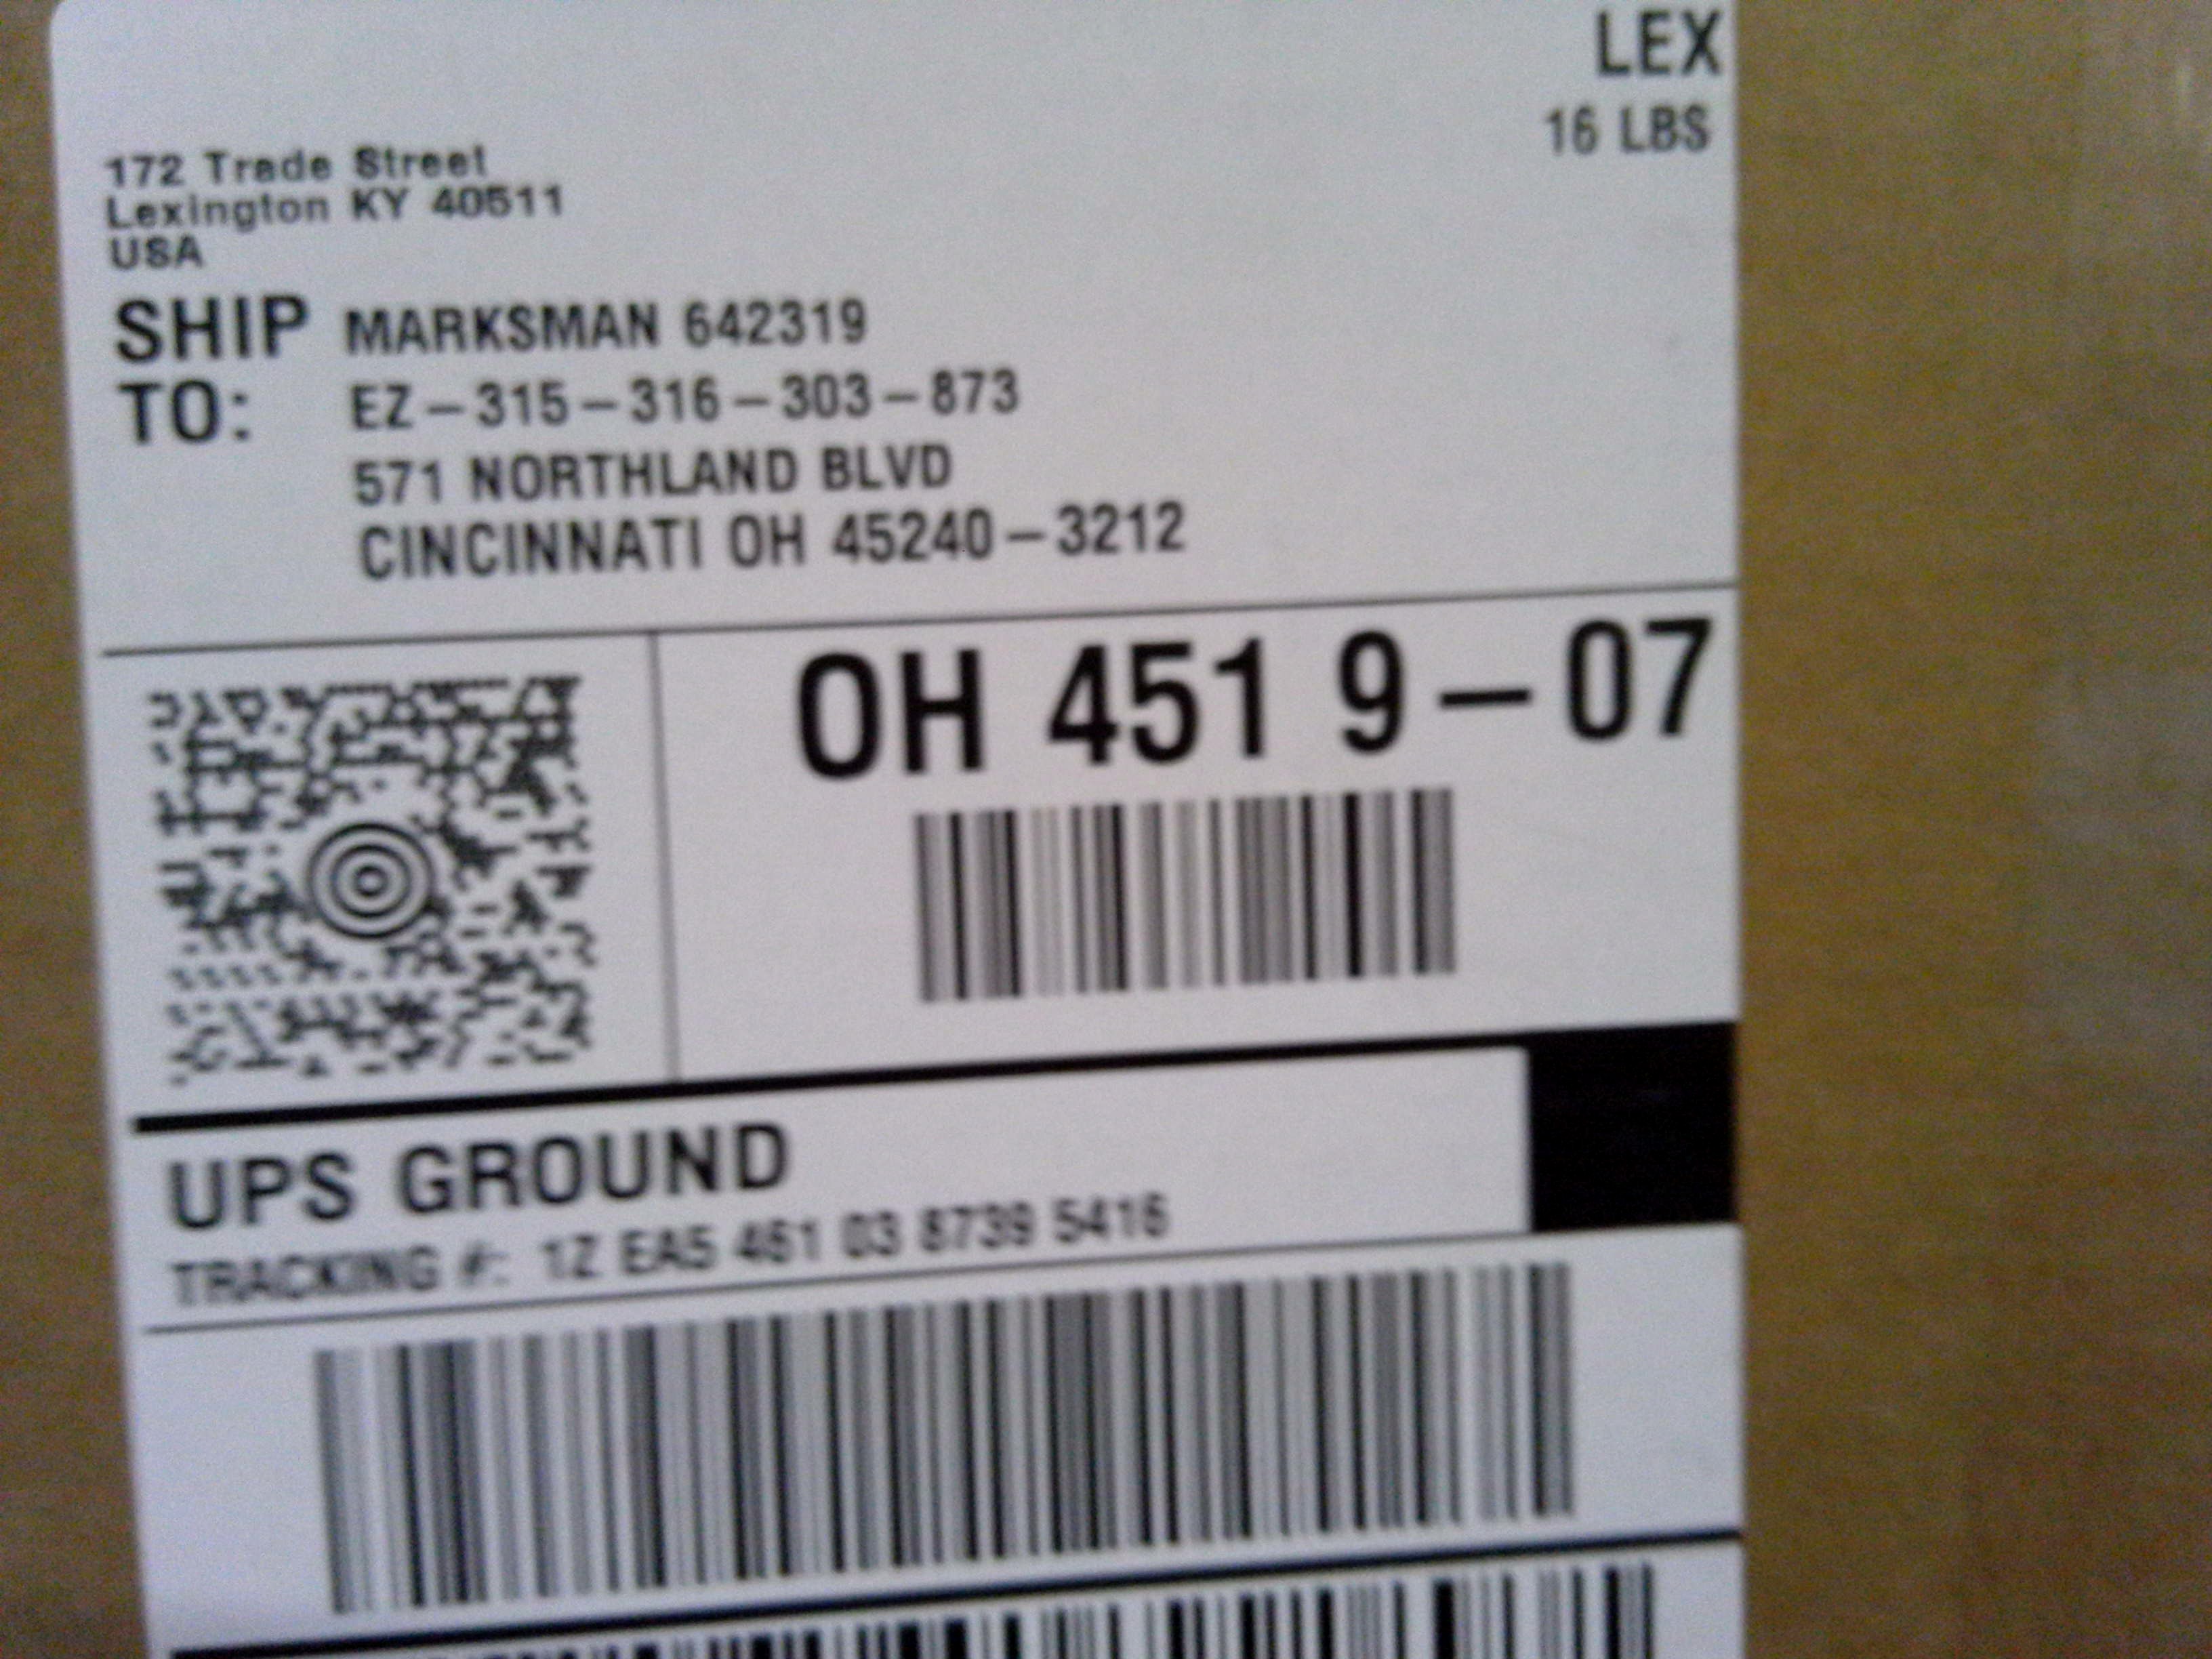 LEX
16 LBS
172 Trade Street
Lexington KY 40511
USA
SHIP TO: MARKSMAN 642319
EZ-315-316-303-873
571 NORTHLAND BLVD
CINCINNATI OH 45240-3212
OH 451 9-07
UPS GROUND
TRACKING #: 1Z EA5 461 03 8739 5416